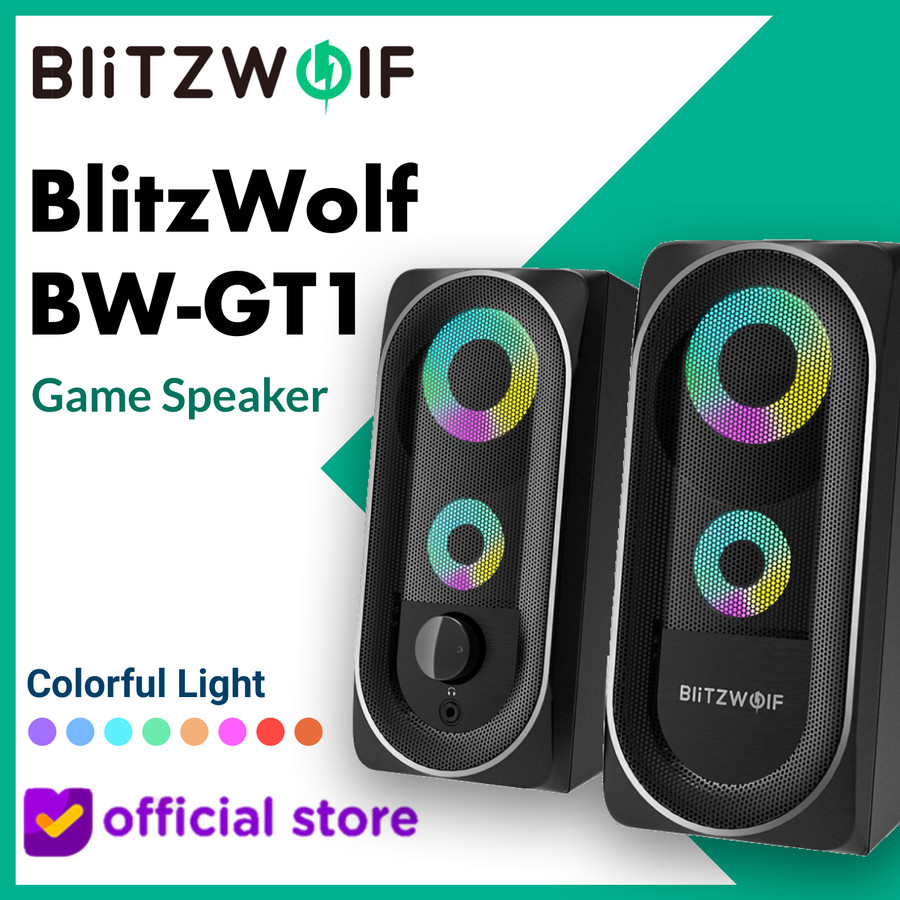 BLiTZWOlF
BlitzWolf
BW-GT1
Game Speaker
Colorful Light
official store
BLiTZWOlF